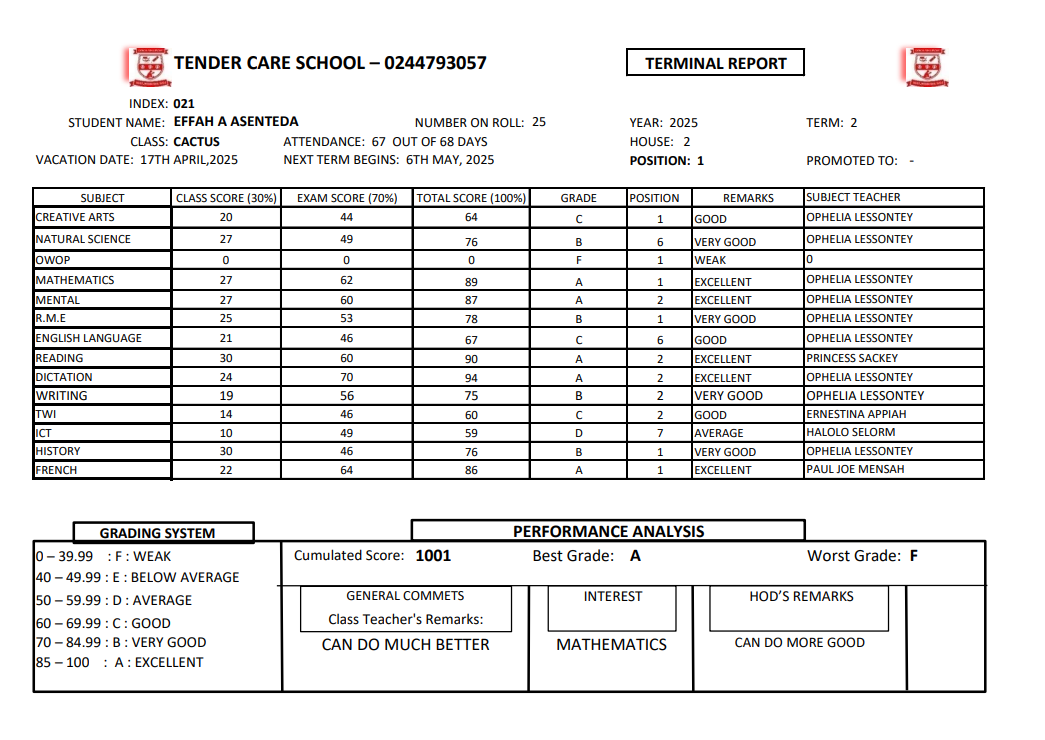 TENDER CARE SCHOOL – 0244793057 TERMINAL REPORT
INDEX: 021
STUDENT NAME: EFFAH A ASENTEDA NUMBER ON ROLL: 25 YEAR: 2025 TERM: 2
CLASS: CACTUS ATTENDANCE: 67 OUT OF 68 DAYS HOUSE: 2
VACATION DATE: 17TH APRIL,2025 NEXT TERM BEGINS: 6TH MAY, 2025 POSITION: 1 PROMOTED TO: -
SUBJECT CLASS SCORE (30%) EXAM SCORE (70%) TOTAL SCORE (100%) GRADE POSITION REMARKS SUBJECT TEACHER
CREATIVE ARTS 20 44 64 C 1 GOOD OPHELIA LESSONTEY
NATURAL SCIENCE 27 49 76 B 6 VERY GOOD OPHELIA LESSONTEY
OWOP 0 0 0 F 1 WEAK 0
MATHEMATICS 27 62 89 A 1 EXCELLENT OPHELIA LESSONTEY
MENTAL 27 60 87 A 2 EXCELLENT OPHELIA LESSONTEY
R.M.E 25 53 78 B 1 VERY GOOD OPHELIA LESSONTEY
ENGLISH LANGUAGE 21 46 67 C 6 GOOD OPHELIA LESSONTEY
READING 30 60 90 A 2 EXCELLENT PRINCESS SACKEY
DICTATION 24 70 94 A 2 EXCELLENT OPHELIA LESSONTEY
WRITING 19 56 75 B 2 VERY GOOD OPHELIA LESSONTEY
TWI 14 46 60 C 2 GOOD ERNESTINA APPIAH
ICT 10 49 59 D 7 AVERAGE HALOLO SELORM
HISTORY 30 46 76 B 1 VERY GOOD OPHELIA LESSONTEY
FRENCH 22 64 86 A 1 EXCELLENT PAUL JOE MENSAH
GRADING SYSTEM PERFORMANCE ANALYSIS
0 – 39.99 : F : WEAK
40 – 49.99 : E : BELOW AVERAGE
50 – 59.99 : D : AVERAGE
60 – 69.99 : C : GOOD
70 – 84.99 : B : VERY GOOD
85 – 100 : A : EXCELLENT
Cumulated Score: 1001 Best Grade: A Worst Grade: F
GENERAL COMMETS
Class Teacher's Remarks:
CAN DO MUCH BETTER
INTEREST
MATHEMATICS
HOD'S REMARKS
CAN DO MORE GOOD